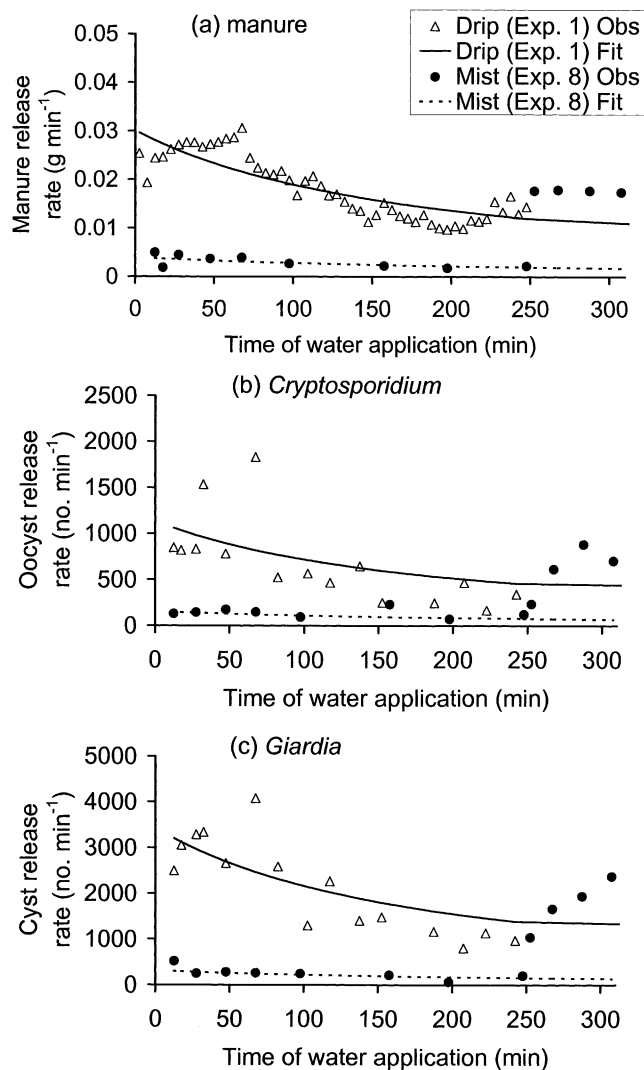 (a) manure
Drip (Exp. 1) Obs
Drip (Exp. 1) Fit
Mist (Exp. 8) Obs
Mist (Exp. 8) Fit
Manure release
rate (g min⁻¹)
0.05
0.04
0.03
0.02
0.01
0
0 50 100 150 200 250 300
Time of water application (min)
(b) Cryptosporidium
Oocyst release
rate (no. min⁻¹)
2500
2000
1500
1000
500
0
0 50 100 150 200 250 300
Time of water application (min)
(c) Giardia
Cyst release
rate (no. min⁻¹)
5000
4000
3000
2000
1000
0
0 50 100 150 200 250 300
Time of water application (min)